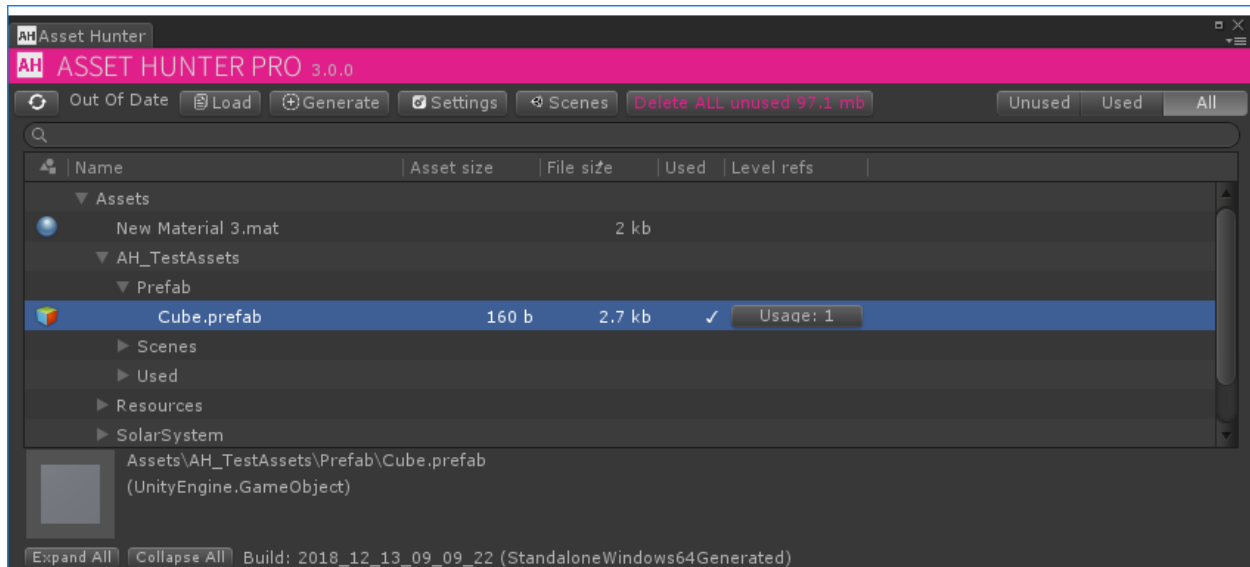 AH Asset Hunter
AH ASSET HUNTER PRO 3.0.0
Out Of Date Load Generate Settings Scenes Delete ALL unused 97.1 mb Unused Used All
Name Asset size File size Used Level refs
Assets
New Material 3.mat 2 kb
AH_TestAssets
Prefab
Cube.prefab 160 b 2.7 kb ✓ Usage: 1
Scenes
Used
Resources
SolarSystem
Assets\AH_TestAssets\Prefab\Cube.prefab
(UnityEngine.GameObject)
Expand All Collapse All Build: 2018_12_13_09_09_22 (StandaloneWindows64Generated)